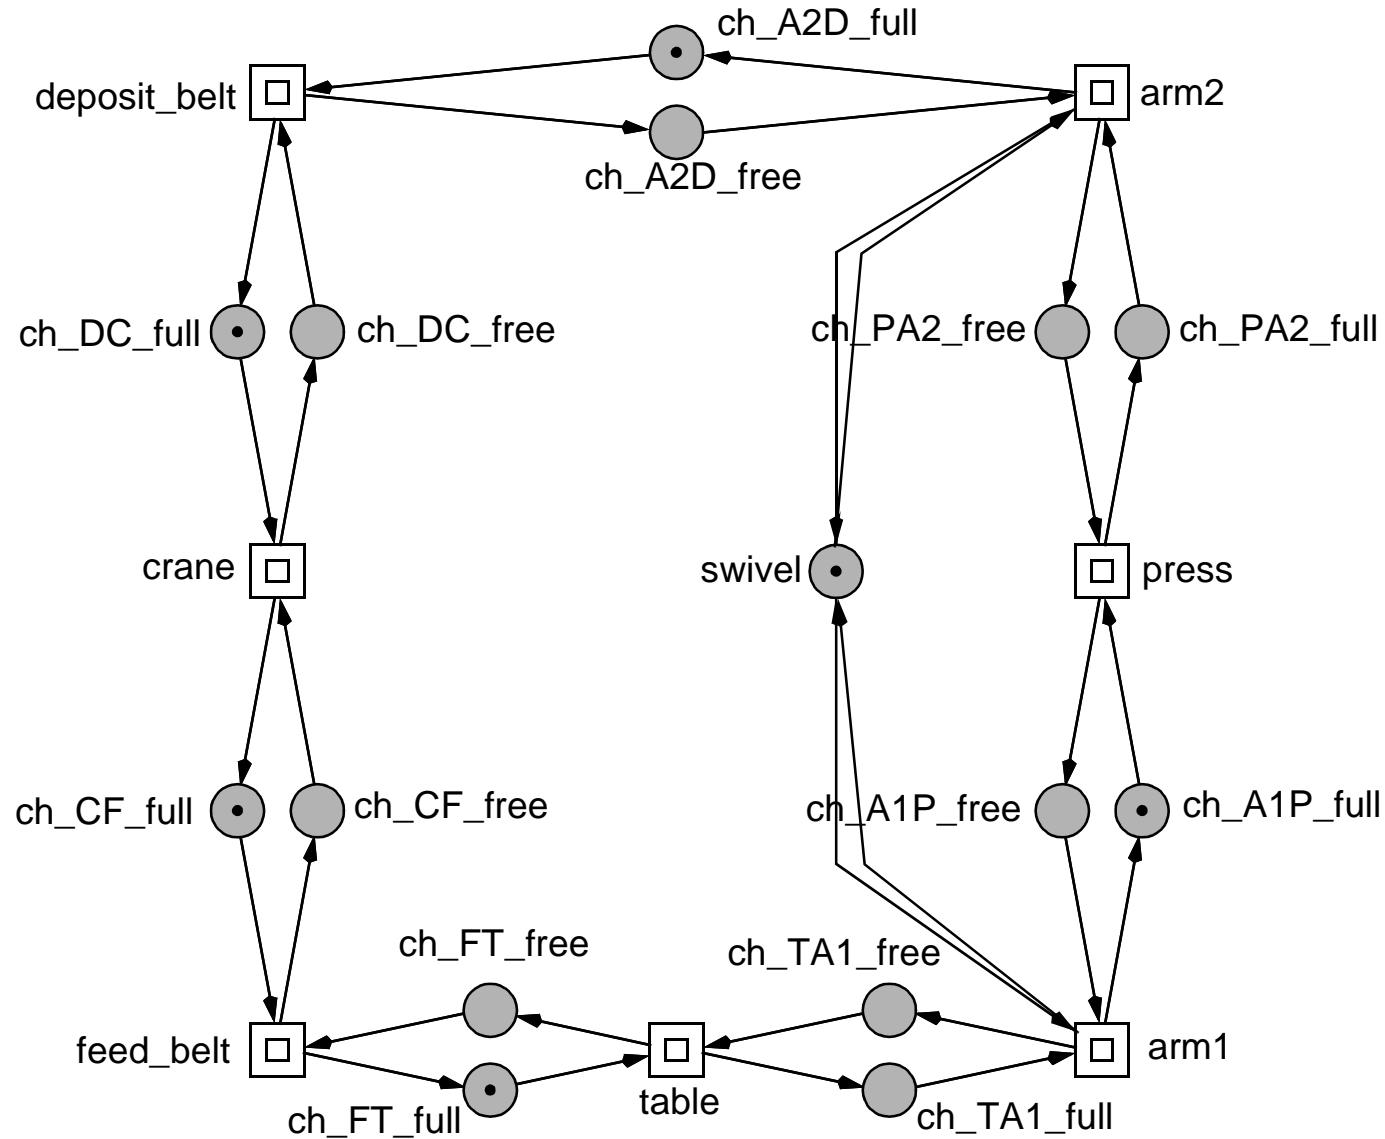 ch_A2D_full
deposit_belt
arm2
ch_A2D_free
ch_DC_full
ch_DC_free
ch_PA2_free
ch_PA2_full
crane
swivel
press
ch_CF_full
ch_CF_free
ch_A1P_free
ch_A1P_full
ch_FT_free
ch_TA1_free
feed_belt
arm1
table
ch_FT_full
ch_TA1_full